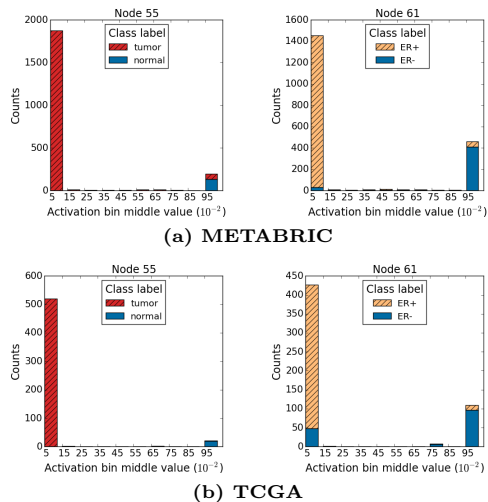 Node 55
Class label
tumor
normal
Counts
2000
1500
1000
500
0
5 15 25 35 45 55 65 75 85 95
Activation bin middle value (10^-2)
Node 61
Class label
ER+
ER-
Counts
1600
1400
1200
1000
800
600
400
200
0
5 15 25 35 45 55 65 75 85 95
Activation bin middle value (10^-2)
(a) METABRIC
Node 55
Class label
tumor
normal
Counts
600
500
400
300
200
100
0
5 15 25 35 45 55 65 75 85 95
Activation bin middle value (10^-2)
Node 61
Class label
ER+
ER-
Counts
450
400
350
300
250
200
150
100
50
0
5 15 25 35 45 55 65 75 85 95
Activation bin middle value (10^-2)
(b) TCGA